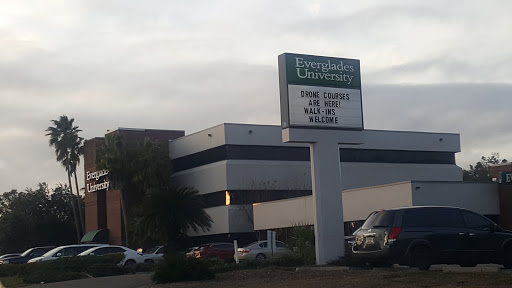 Everglades
University
DRONE COURSES
ARE HERE!
WALK-INS
WELCOME
Everglades
University